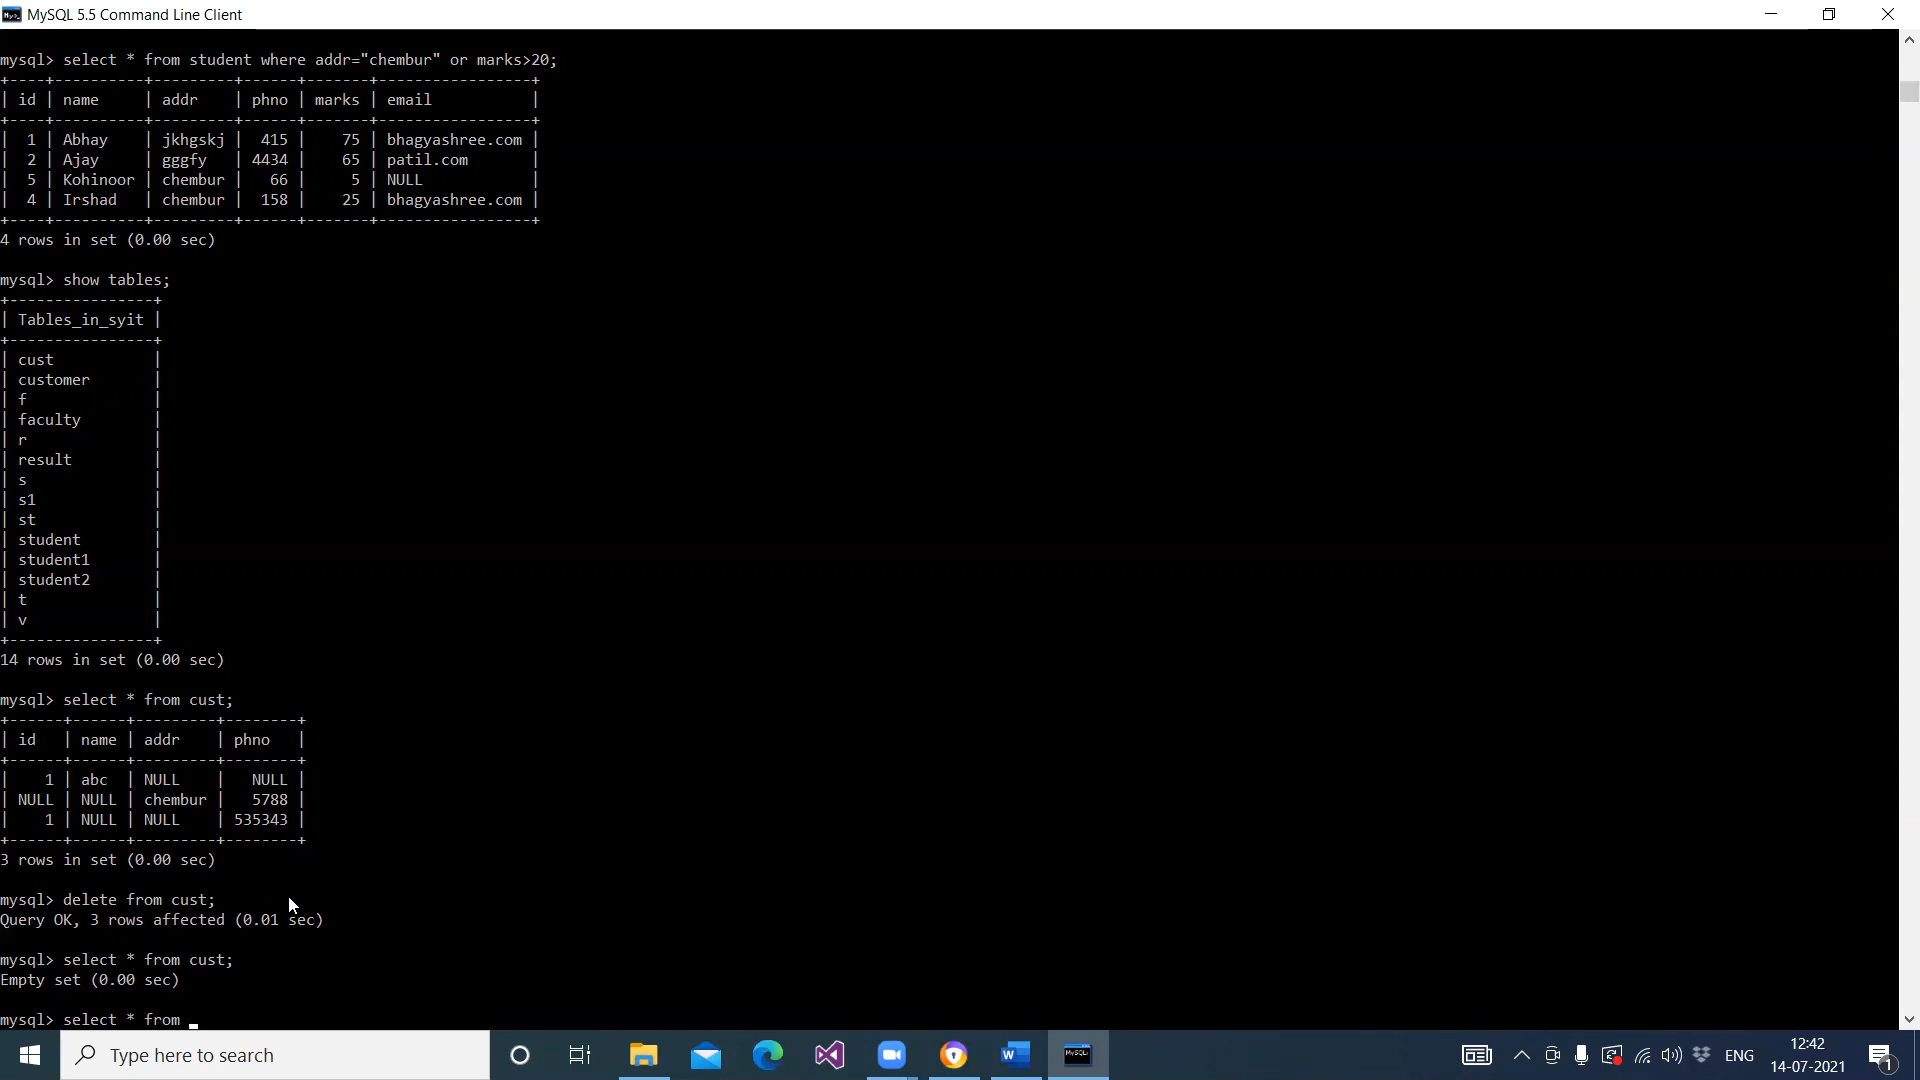 MySQL 5.5 Command Line Client
mysql> select * from student where addr="chembur" or marks>20;
+----+----------+---------+------+-------+-----------------+
| id | name     | addr    | phno | marks | email           |
+----+----------+---------+------+-------+-----------------+
|  1 | Abhay    | jkhgskj |  415 |    75 | bhagyashree.com |
|  2 | Ajay     | gggfy   | 4434 |    65 | patil.com       |
|  5 | Kohinoor | chembur |   66 |     5 | NULL            |
|  4 | Irshad   | chembur |  158 |    25 | bhagyashree.com |
+----+----------+---------+------+-------+-----------------+
4 rows in set (0.00 sec)
mysql> show tables;
+----------------+
| Tables_in_syit |
+----------------+
| cust           |
| customer       |
| f              |
| faculty        |
| r              |
| result         |
| s              |
| s1             |
| st             |
| student        |
| student1       |
| student2       |
| t              |
| v              |
+----------------+
14 rows in set (0.00 sec)
mysql> select * from cust;
+------+------+---------+--------+
| id   | name | addr    | phno   |
+------+------+---------+--------+
|    1 | abc  | NULL    |   NULL |
| NULL | NULL | chembur |   5788 |
|    1 | NULL | NULL    | 535343 |
+------+------+---------+--------+
3 rows in set (0.00 sec)
mysql> delete from cust;
Query OK, 3 rows affected (0.01 sec)
mysql> select * from cust;
Empty set (0.00 sec)
mysql> select * from _
Type here to search
MySQL
ENG
12:42
14-07-2021
1